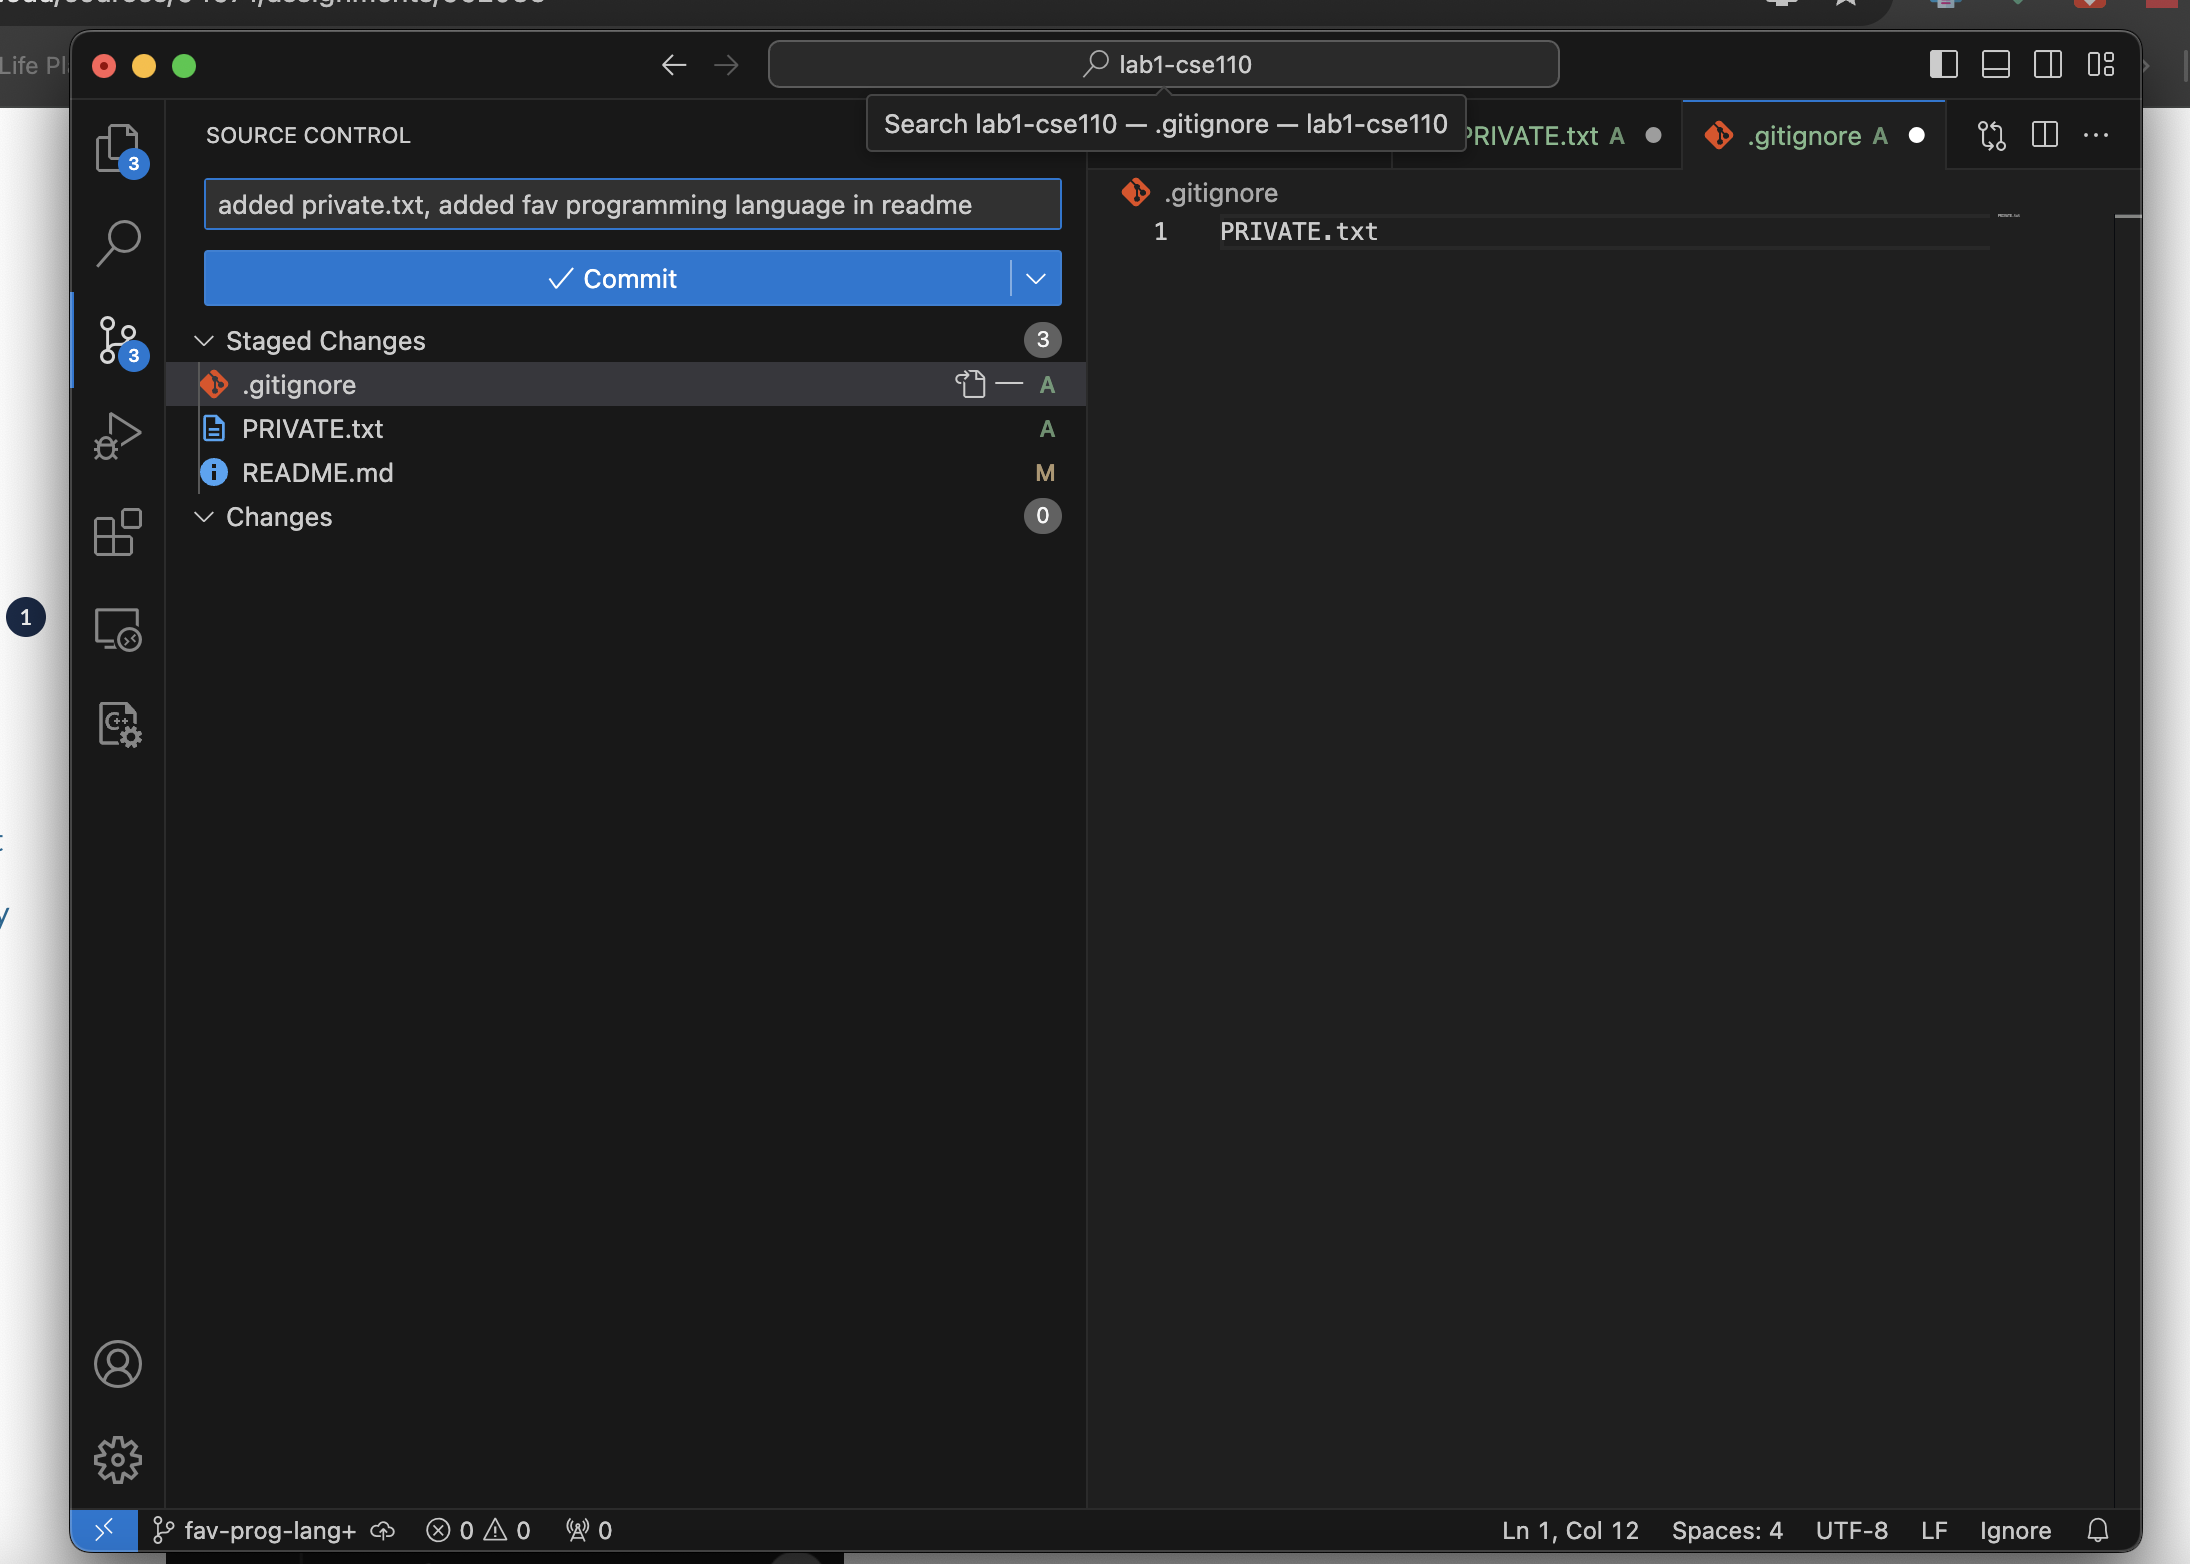 Life Pl
lab1-cse110
Search lab1-cse110 — .gitignore — lab1-cse110
SOURCE CONTROL
PRIVATE.txt A
.gitignore A
3
added private.txt, added fav programming language in readme
.gitignore
1 PRIVATE.txt
Commit
Staged Changes 3
3
.gitignore A
PRIVATE.txt A
README.md M
Changes 0
1
fav-prog-lang+ 0 0 0
Ln 1, Col 12 Spaces: 4 UTF-8 LF Ignore